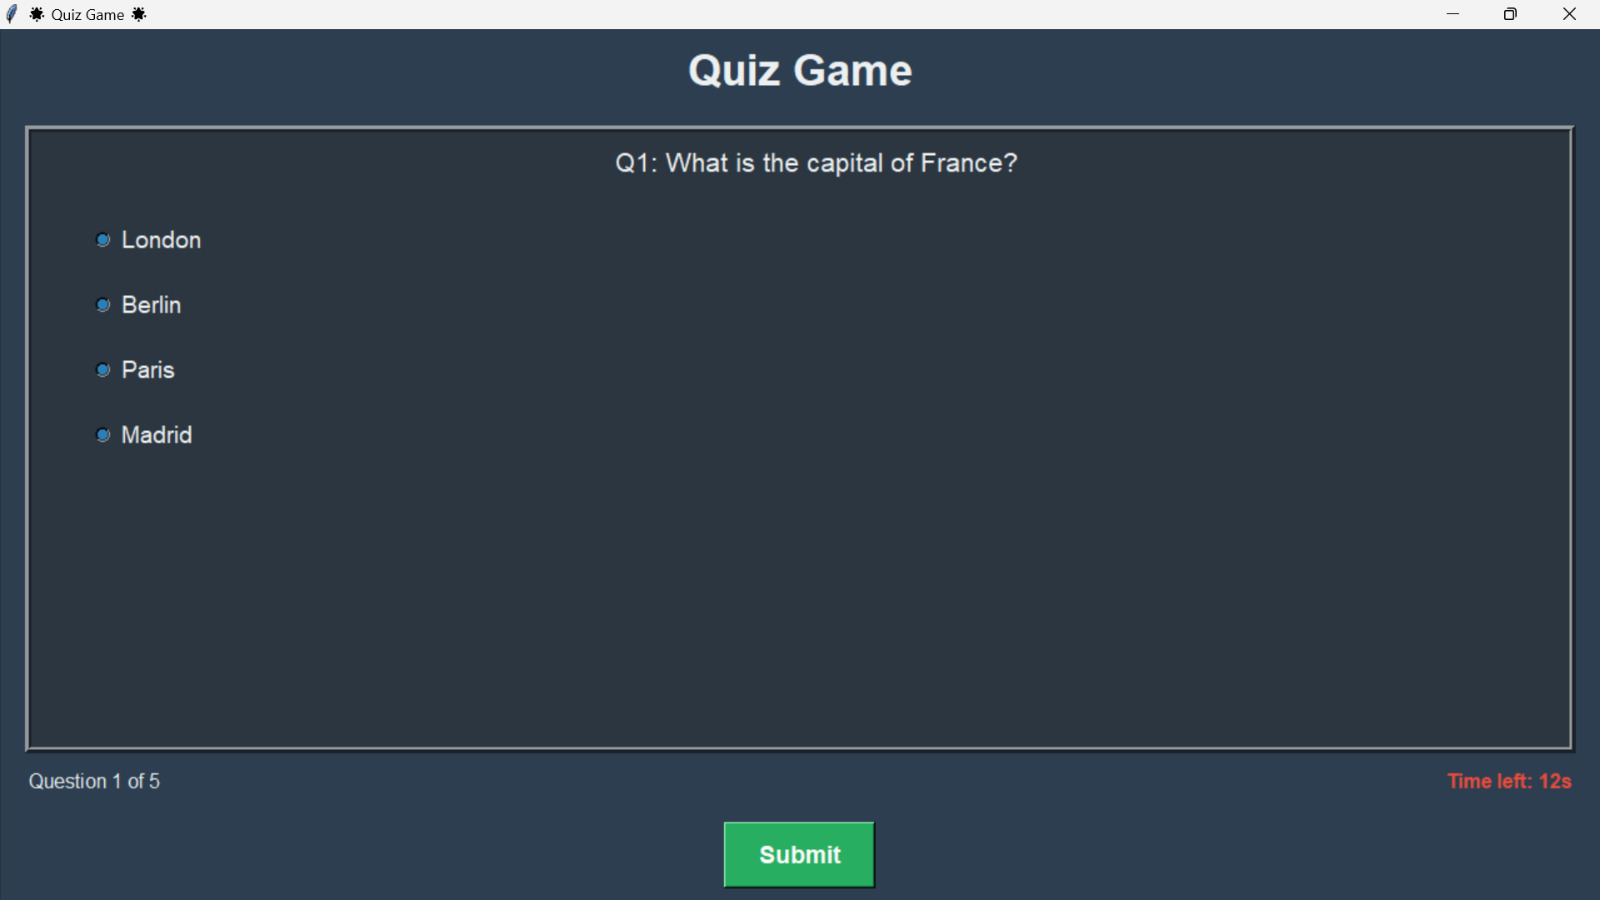 Quiz Game
Quiz Game
Q1: What is the capital of France?
London
Berlin
Paris
Madrid
Question 1 of 5
Time left: 12s
Submit